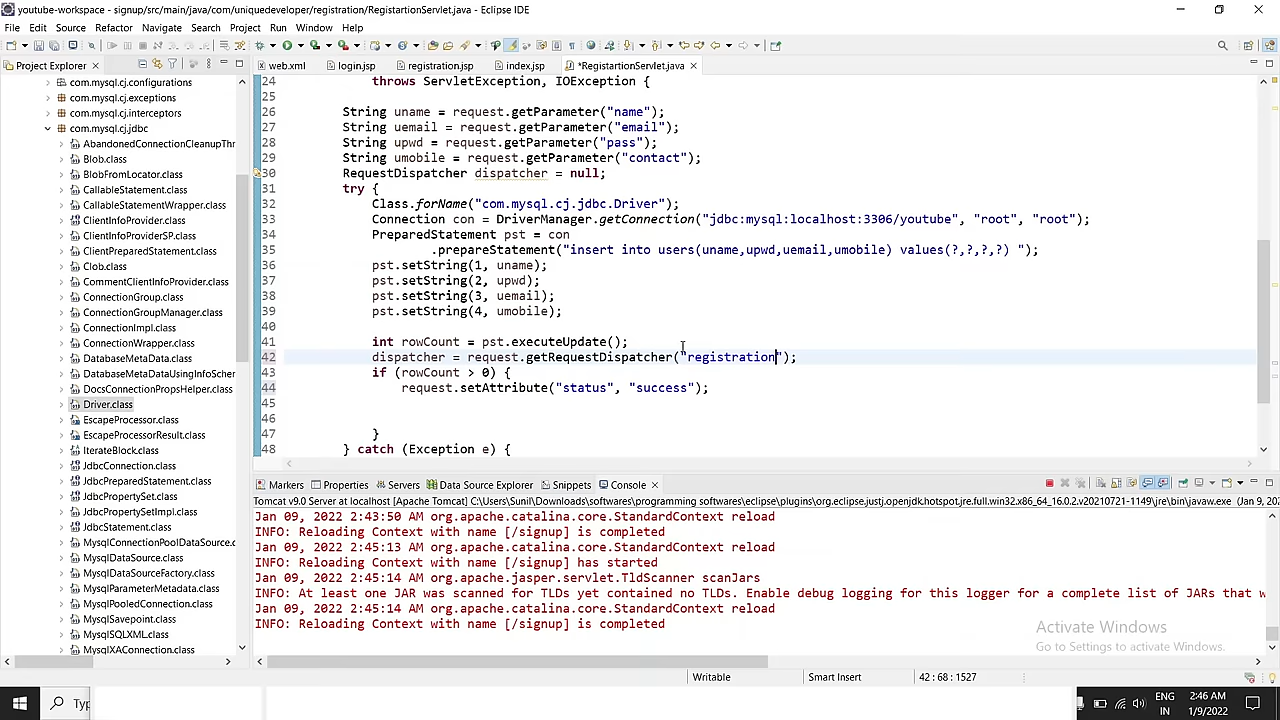 youtube-workspace - signup/src/main/java/com/uniquedeveloper/registration/RegistartionServlet.java - Eclipse IDE
File Edit Source Refactor Navigate Search Project Run Window Help
Project Explorer
web.xml login.jsp registration.jsp index.jsp *RegistartionServlet.java
com.mysql.cj.configurations
com.mysql.cj.exceptions
com.mysql.cj.interceptors
com.mysql.cj.jdbc
AbandonedConnectionCleanupThr
Blob.class
BlobFromLocator.class
CallableStatement.class
CallableStatementWrapper.class
ClientInfoProvider.class
ClientInfoProviderSP.class
ClientPreparedStatement.class
Clob.class
CommentClientInfoProvider.class
ConnectionGroup.class
ConnectionGroupManager.class
ConnectionImpl.class
ConnectionWrapper.class
DatabaseMetaData.class
DatabaseMetaDataUsingInfoSchem
DocsConnectionPropsHelper.class
Driver.class
EscapeProcessor.class
EscapeProcessorResult.class
IterateBlock.class
JdbcConnection.class
JdbcPreparedStatement.class
JdbcPropertySet.class
JdbcPropertySetImpl.class
JdbcStatement.class
MysqlConnectionPoolDataSource.c
MysqlDataSource.class
MysqlDataSourceFactory.class
MysqlParameterMetadata.class
MysqlPooledConnection.class
MysqlSavepoint.class
MysqlSQLXML.class
MysqlXAConnection.class
24 throws ServletException, IOException {
25
26 String uname = request.getParameter("name");
27 String uemail = request.getParameter("email");
28 String upwd = request.getParameter("pass");
29 String umobile = request.getParameter("contact");
30 RequestDispatcher dispatcher = null;
31 try {
32 Class.forName("com.mysql.cj.jdbc.Driver");
33 Connection con = DriverManager.getConnection("jdbc:mysql:localhost:3306/youtube", "root", "root");
34 PreparedStatement pst = con
35 .prepareStatement("insert into users(uname,upwd,uemail,umobile) values(?,?,?,?) ");
36 pst.setString(1, uname);
37 pst.setString(2, upwd);
38 pst.setString(3, uemail);
39 pst.setString(4, umobile);
40
41 int rowCount = pst.executeUpdate();
42 dispatcher = request.getRequestDispatcher("registration");
43 if (rowCount > 0) {
44 request.setAttribute("status", "success");
45
46
47 }
48 } catch (Exception e) {
Markers Properties Servers Data Source Explorer Snippets Console
Tomcat v9.0 Server at localhost [Apache Tomcat] C:\Users\Sunil\Downloads\softwares\programming softwares\eclipse\plugins\org.eclipse.justj.openjdk.hotspot.jre.full.win32.x86_64_16.0.2.v20210721-1149\jre\bin\javaw.exe (Jan 9, 202
Jan 09, 2022 2:43:50 AM org.apache.catalina.core.StandardContext reload
INFO: Reloading Context with name [/signup] is completed
Jan 09, 2022 2:45:13 AM org.apache.catalina.core.StandardContext reload
INFO: Reloading Context with name [/signup] has started
Jan 09, 2022 2:45:14 AM org.apache.jasper.servlet.TldScanner scanJars
INFO: At least one JAR was scanned for TLDs yet contained no TLDs. Enable debug logging for this logger for a complete list of JARs that w
Jan 09, 2022 2:45:14 AM org.apache.catalina.core.StandardContext reload
INFO: Reloading Context with name [/signup] is completed
Activate Windows
Go to Settings to activate Windows.
Writable Smart Insert 42 : 68 : 1527
Typ
ENG
IN
2:46 AM
1/9/2022